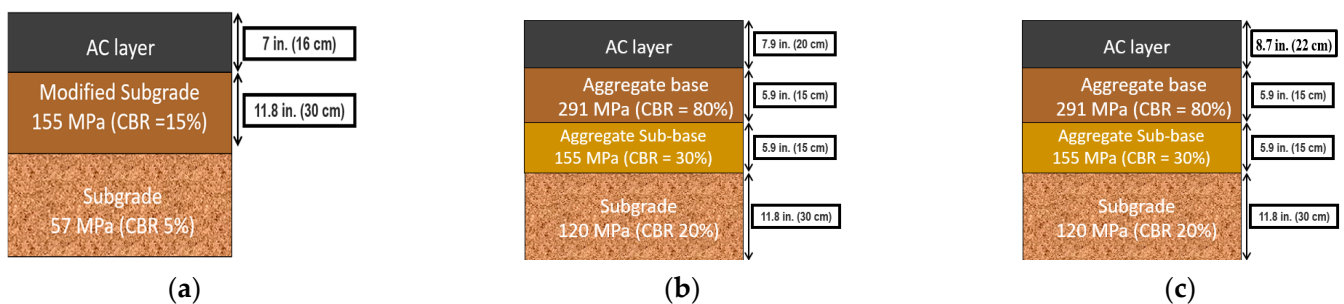 AC layer
7 in. (16 cm)
Modified Subgrade
155 MPa (CBR =15%)
11.8 in. (30 cm)
Subgrade
57 MPa (CBR 5%)
(a)
AC layer
7.9 in. (20 cm)
Aggregate base
291 MPa (CBR = 80%)
5.9 in. (15 cm)
Aggregate Sub-base
155 MPa (CBR = 30%)
5.9 in. (15 cm)
Subgrade
120 MPa (CBR 20%)
11.8 in. (30 cm)
(b)
AC layer
8.7 in. (22 cm)
Aggregate base
291 MPa (CBR = 80%)
5.9 in. (15 cm)
Aggregate Sub-base
155 MPa (CBR = 30%)
5.9 in. (15 cm)
Subgrade
120 MPa (CBR 20%)
11.8 in. (30 cm)
(c)